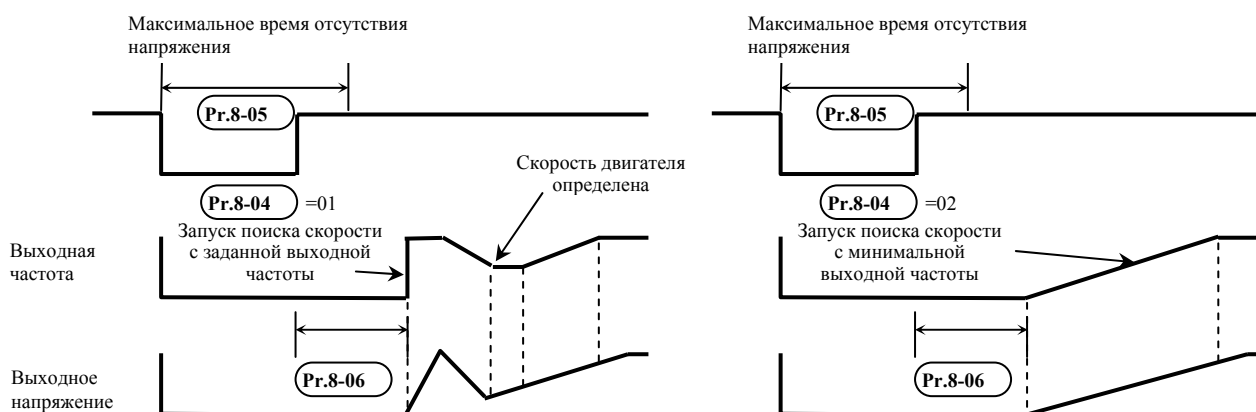 Максимальное время отсутствия
напряжения
Pr.8-05
Скорость двигателя
определена
Pr.8-04 =01
Запуск поиска скорости
с заданной выходной
частоты
Выходная
частота
Pr.8-06
Выходное
напряжение
Максимальное время отсутствия
напряжения
Pr.8-05
Pr.8-04 =02
Запуск поиска скорости
с минимальной
выходной частоты
Pr.8-06